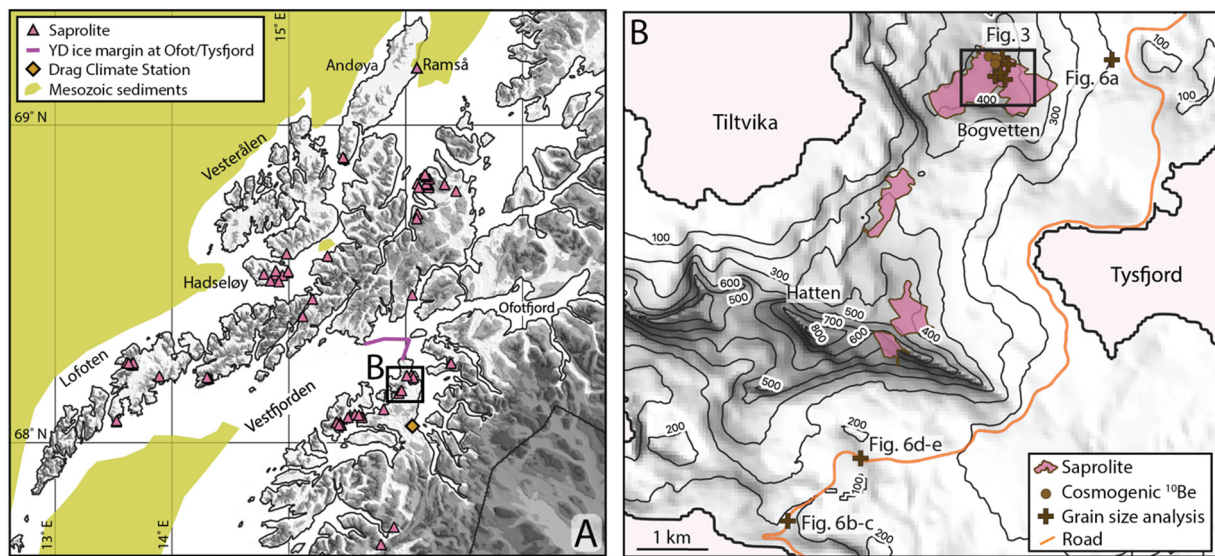 Saprolite
YD ice margin at Ofot/Tysfjord
Drag Climate Station
Mesozoic sediments
15° E
Andøya
Ramså
69° N
Vesterålen
Hadseløy
Ofotfjord
Lofoten
B
Vestfjorden
68° N
13° E
14° E
A
B
Fig. 3
100
Fig. 6a
100
400
300
Tiltvika
Bogvetten
100
300
600
500
Tysfjord
Hatten
500
700
400
800
600
500
200
200
Fig. 6d-e
100
Fig. 6b-c
1 km
Saprolite
Cosmogenic ¹⁰Be
Grain size analysis
Road